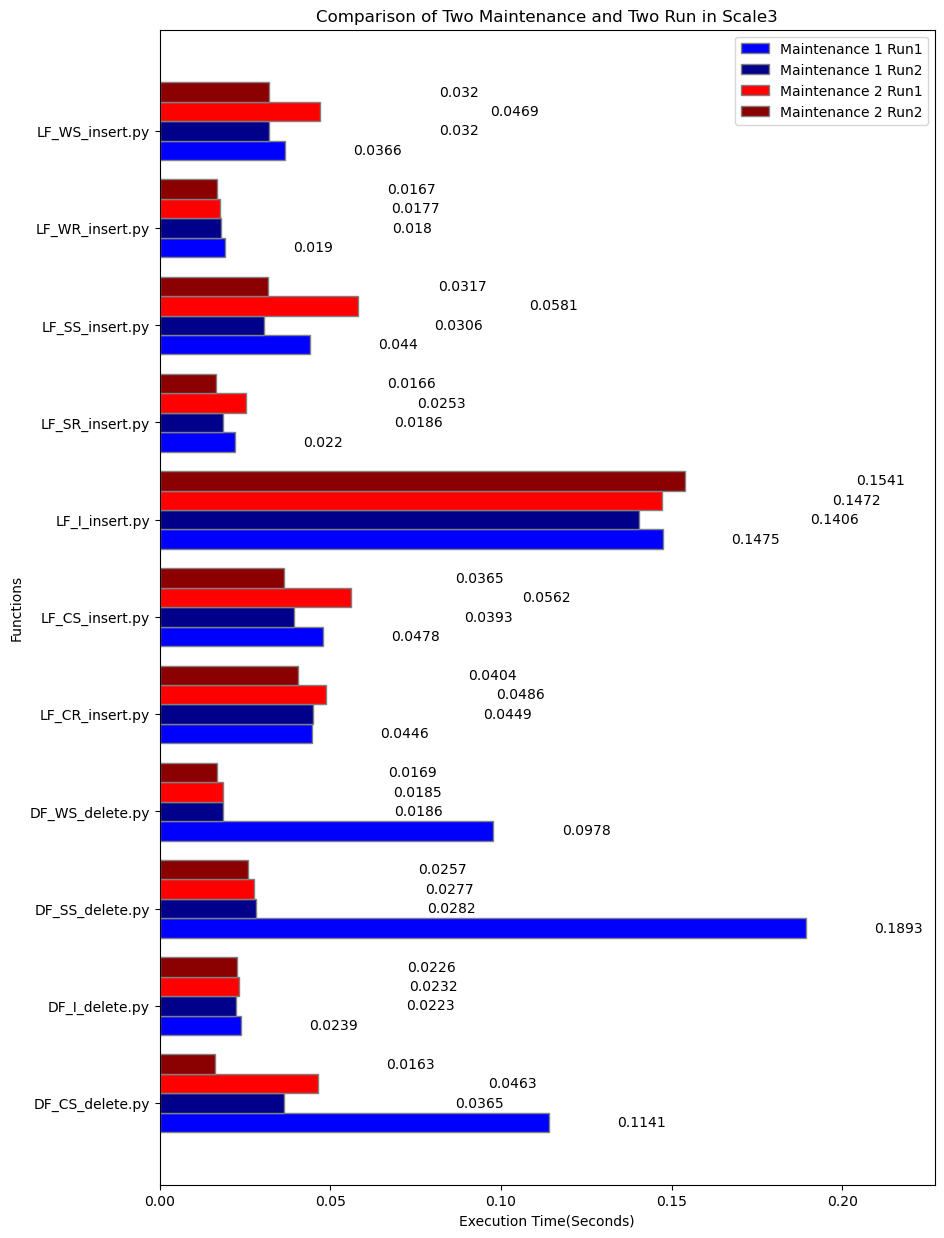 Comparison of Two Maintenance and Two Run in Scale3
Maintenance 1 Run1
Maintenance 1 Run2
Maintenance 2 Run1
Maintenance 2 Run2
Functions
LF_WS_insert.py
0.032
0.0469
0.032
0.0366
LF_WR_insert.py
0.0167
0.0177
0.018
0.019
LF_SS_insert.py
0.0317
0.0581
0.0306
0.044
LF_SR_insert.py
0.0166
0.0253
0.0186
0.022
LF_I_insert.py
0.1541
0.1472
0.1406
0.1475
LF_CS_insert.py
0.0365
0.0562
0.0393
0.0478
LF_CR_insert.py
0.0404
0.0486
0.0449
0.0446
DF_WS_delete.py
0.0169
0.0185
0.0186
0.0978
DF_SS_delete.py
0.0257
0.0277
0.0282
0.1893
DF_I_delete.py
0.0226
0.0232
0.0223
0.0239
DF_CS_delete.py
0.0163
0.0463
0.0365
0.1141
0.00 0.05 0.10 0.15 0.20
Execution Time(Seconds)